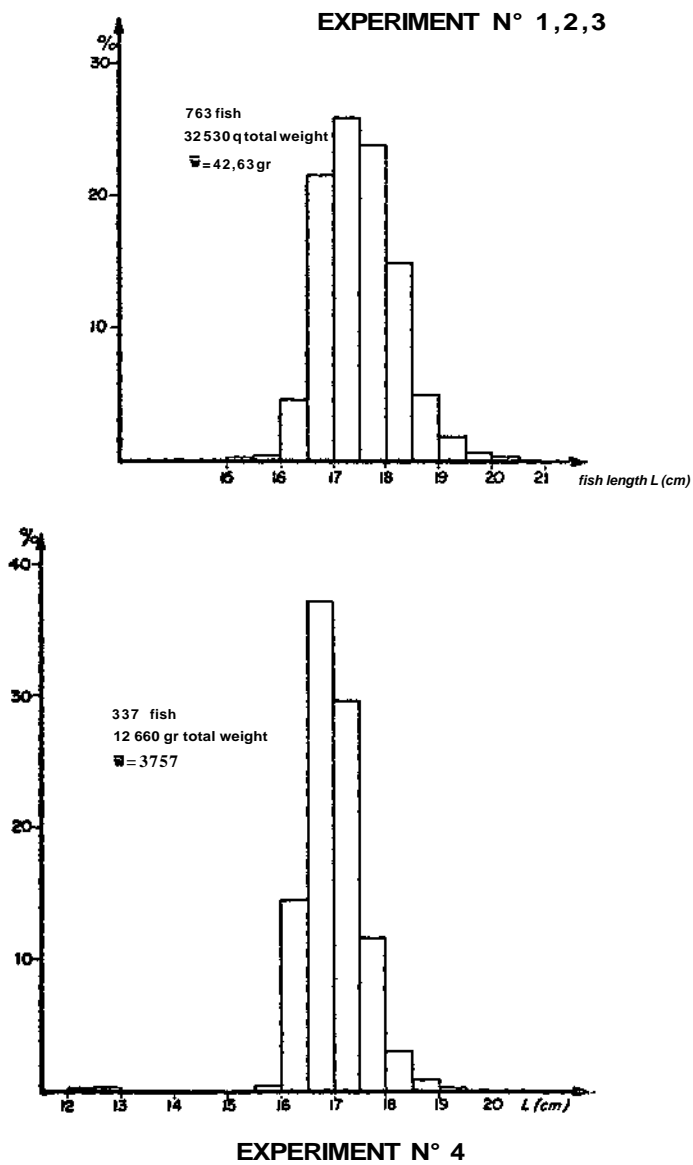 EXPERIMENT N° 1,2,3
%
30
763 fish
32 530 q total weight
w̅ = 42,63 gr
20
10
15 16 17 18 19 20 21
fish length L (cm)
%
40
30
337 fish
12 660 gr total weight
w̅ = 3757
20
10
12 13 14 15 16 17 18 19 20 L (cm)
EXPERIMENT N° 4